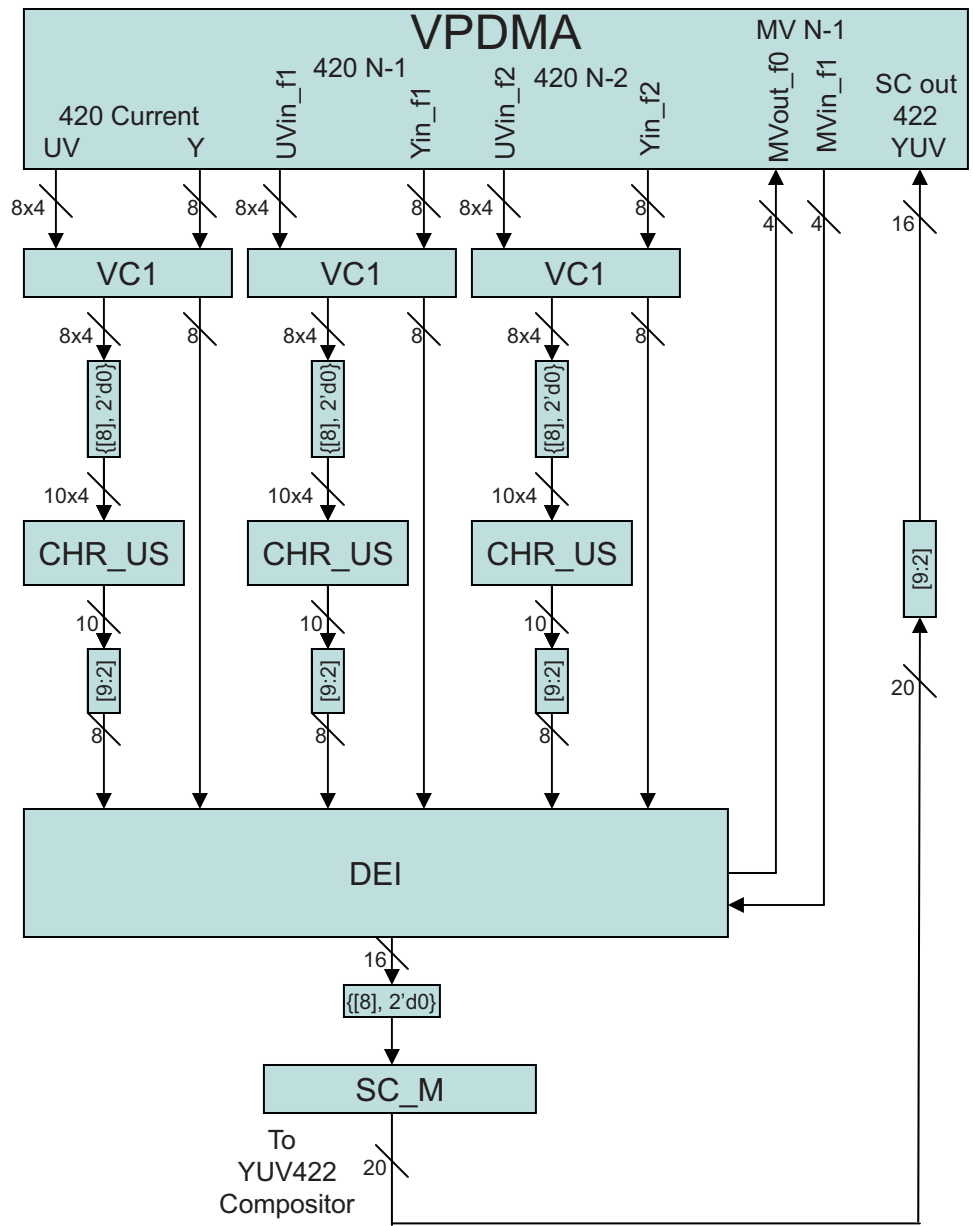 VPDMA
420 Current
UV
Y
UVin_f1
420 N-1
Yin_f1
UVin_f2
420 N-2
Yin_f2
MV N-1
MVout_f0
MVin_f1
SC out
422
YUV
8x4
8
8x4
8
8x4
8
4
4
16
VC1
VC1
VC1
8x4
8
8x4
8
8x4
8
{[8], 2'd0}
{[8], 2'd0}
{[8], 2'd0}
10x4
10x4
10x4
CHR_US
CHR_US
CHR_US
[9:2]
10
10
10
[9:2]
[9:2]
[9:2]
20
8
8
8
DEI
16
{[8], 2'd0}
SC_M
To
YUV422
Compositor
20